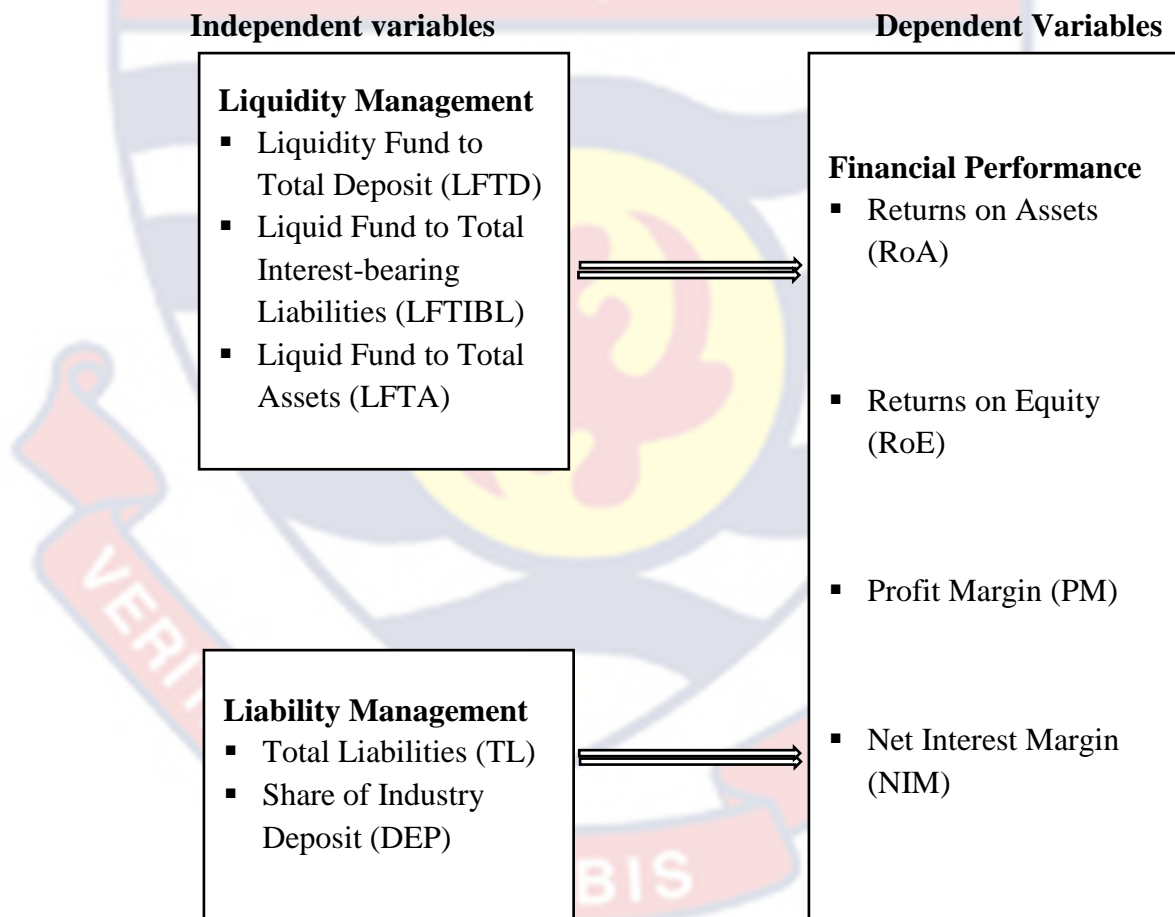 Independent variables
Dependent Variables
Liquidity Management
▪ Liquidity Fund to
Total Deposit (LFTD)
▪ Liquid Fund to Total
Interest-bearing
Liabilities (LFTIBL)
▪ Liquid Fund to Total
Assets (LFTA)
Liability Management
▪ Total Liabilities (TL)
▪ Share of Industry
Deposit (DEP)
Financial Performance
▪ Returns on Assets
(RoA)
▪ Returns on Equity
(RoE)
▪ Profit Margin (PM)
▪ Net Interest Margin
(NIM)
VERI
BIS